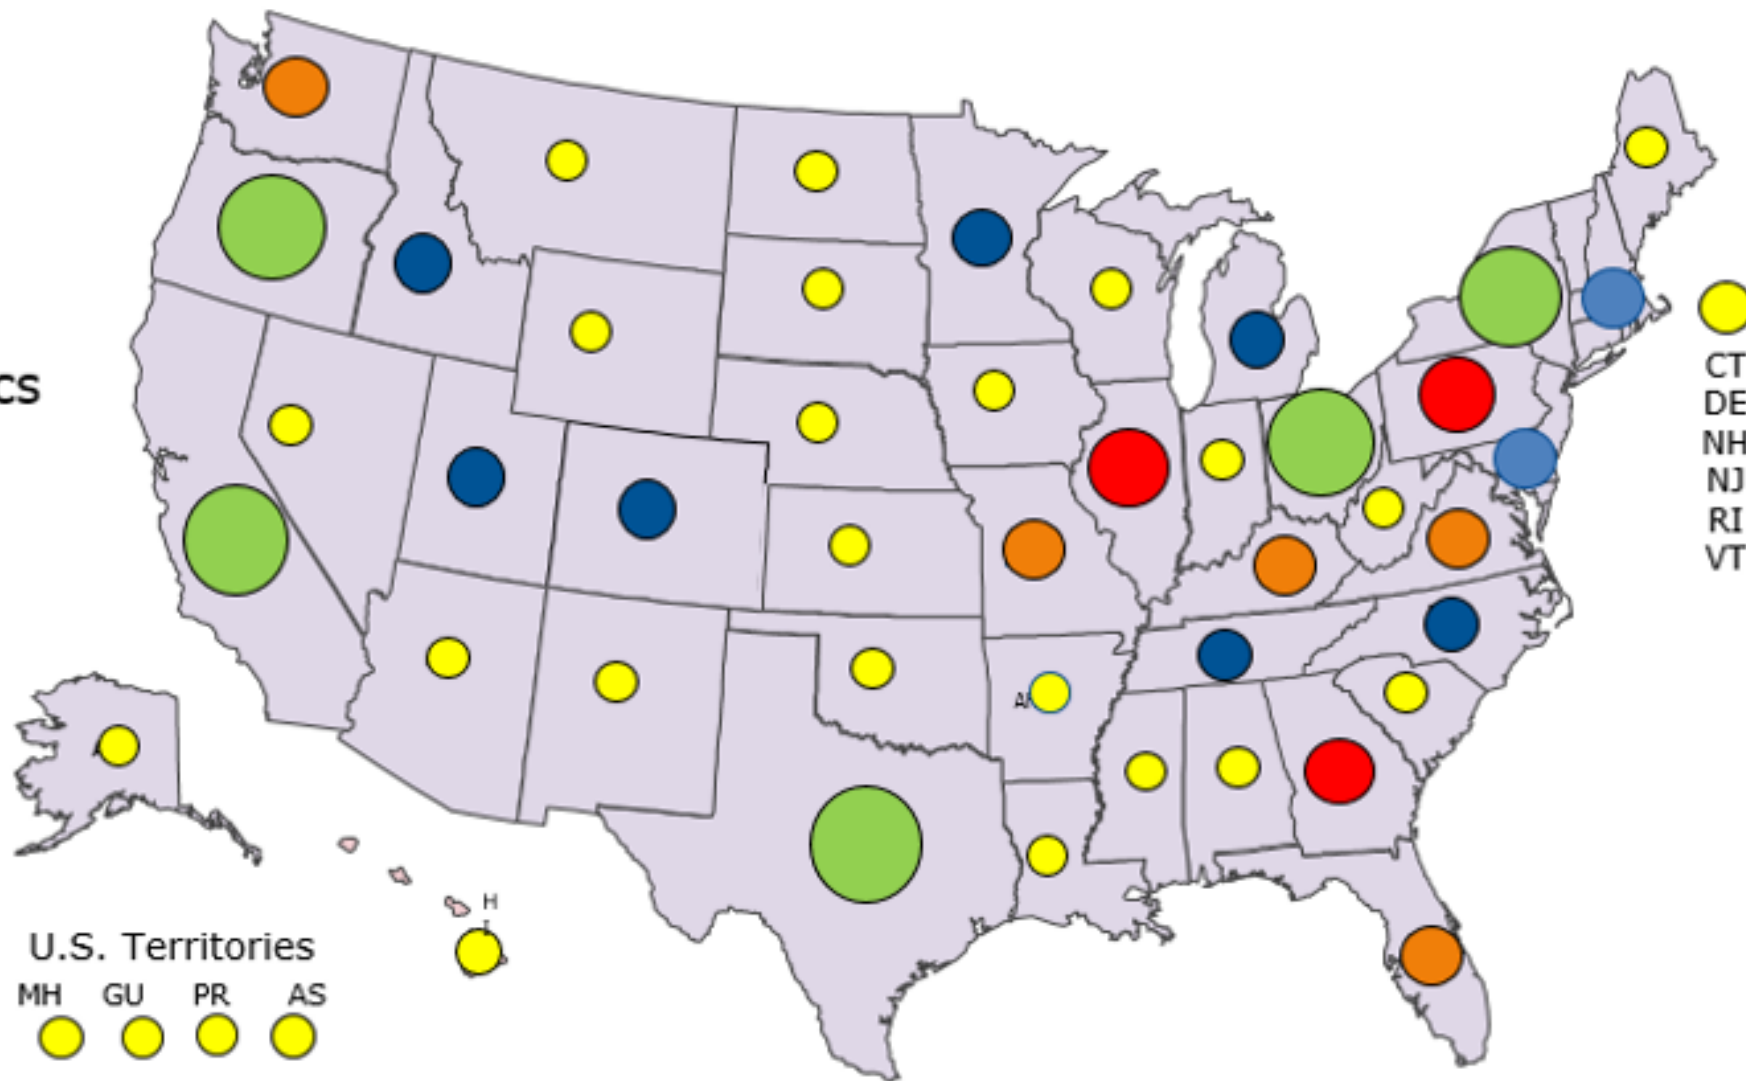 CS
CT
DE
NH
NJ
RI
VT
H
U.S. Territories
MH GU PR AS